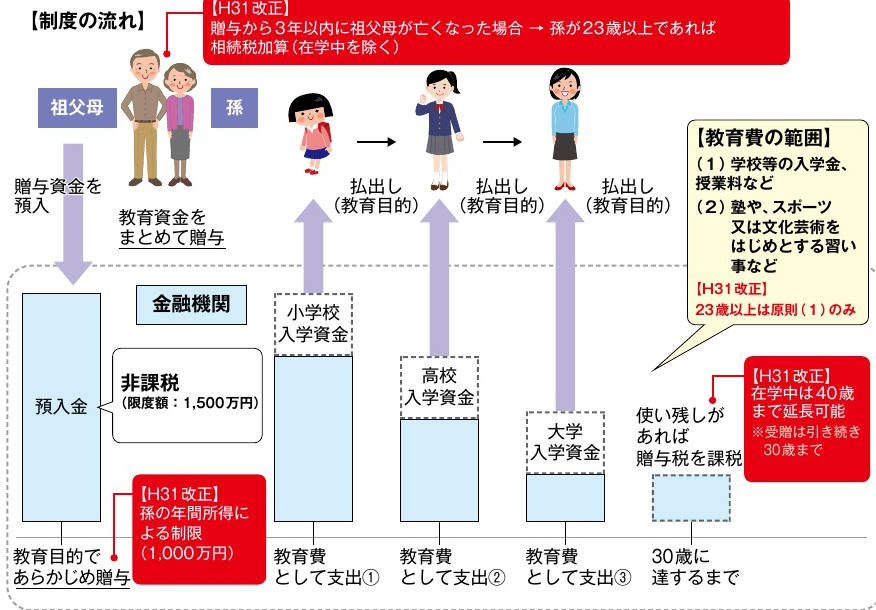 【制度の流れ】
【H31改正】
贈与から3年以内に祖父母が亡くなった場合 → 孫が23歳以上であれば
相続税加算(在学中を除く)
祖父母
孫
贈与資金を
預入
教育資金を
まとめて贈与
払出し
(教育目的)
払出し
(教育目的)
払出し
(教育目的)
【教育費の範囲】
(1)学校等の入学金、
授業料など
(2)塾や、スポーツ
又は文化芸術を
はじめとする習い
事など
【H31改正】
23歳以上は原則(1)のみ
金融機関
預入金
非課税
(限度額:1,500万円)
小学校
入学資金
高校
入学資金
大学
入学資金
使い残しが
あれば
贈与税を課税
【H31改正】
在学中は40歳
まで延長可能
※受贈は引き続き
30歳まで
【H31改正】
孫の年間所得に
よる制限
(1,000万円)
教育目的で
あらかじめ贈与
教育費
として支出①
教育費
として支出②
教育費
として支出③
30歳に
達するまで